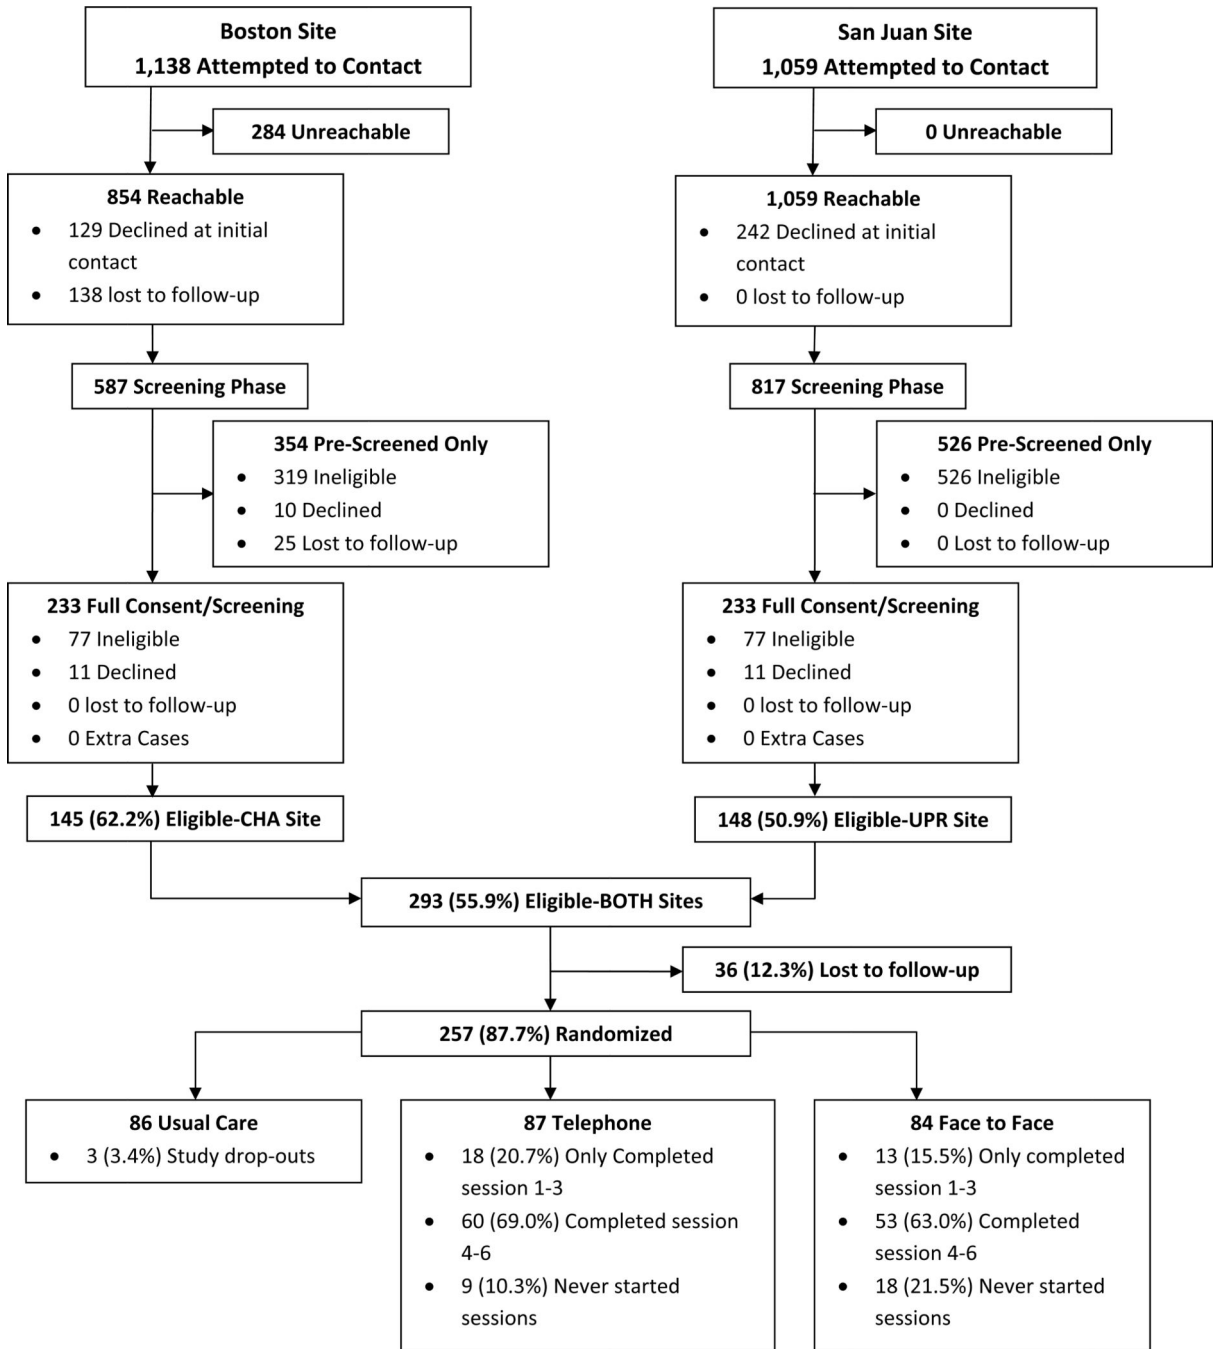 Boston Site
1,138 Attempted to Contact
San Juan Site
1,059 Attempted to Contact
284 Unreachable
0 Unreachable
854 Reachable
• 129 Declined at initial
contact
• 138 lost to follow-up
1,059 Reachable
• 242 Declined at initial
contact
• 0 lost to follow-up
587 Screening Phase
817 Screening Phase
354 Pre-Screened Only
• 319 Ineligible
• 10 Declined
• 25 Lost to follow-up
526 Pre-Screened Only
• 526 Ineligible
• 0 Declined
• 0 Lost to follow-up
233 Full Consent/Screening
• 77 Ineligible
• 11 Declined
• 0 lost to follow-up
• 0 Extra Cases
233 Full Consent/Screening
• 77 Ineligible
• 11 Declined
• 0 lost to follow-up
• 0 Extra Cases
145 (62.2%) Eligible-CHA Site
148 (50.9%) Eligible-UPR Site
293 (55.9%) Eligible-BOTH Sites
36 (12.3%) Lost to follow-up
257 (87.7%) Randomized
86 Usual Care
• 3 (3.4%) Study drop-outs
87 Telephone
• 18 (20.7%) Only Completed
session 1-3
• 60 (69.0%) Completed session
4-6
• 9 (10.3%) Never started
sessions
84 Face to Face
• 13 (15.5%) Only completed
session 1-3
• 53 (63.0%) Completed
session 4-6
• 18 (21.5%) Never started
sessions